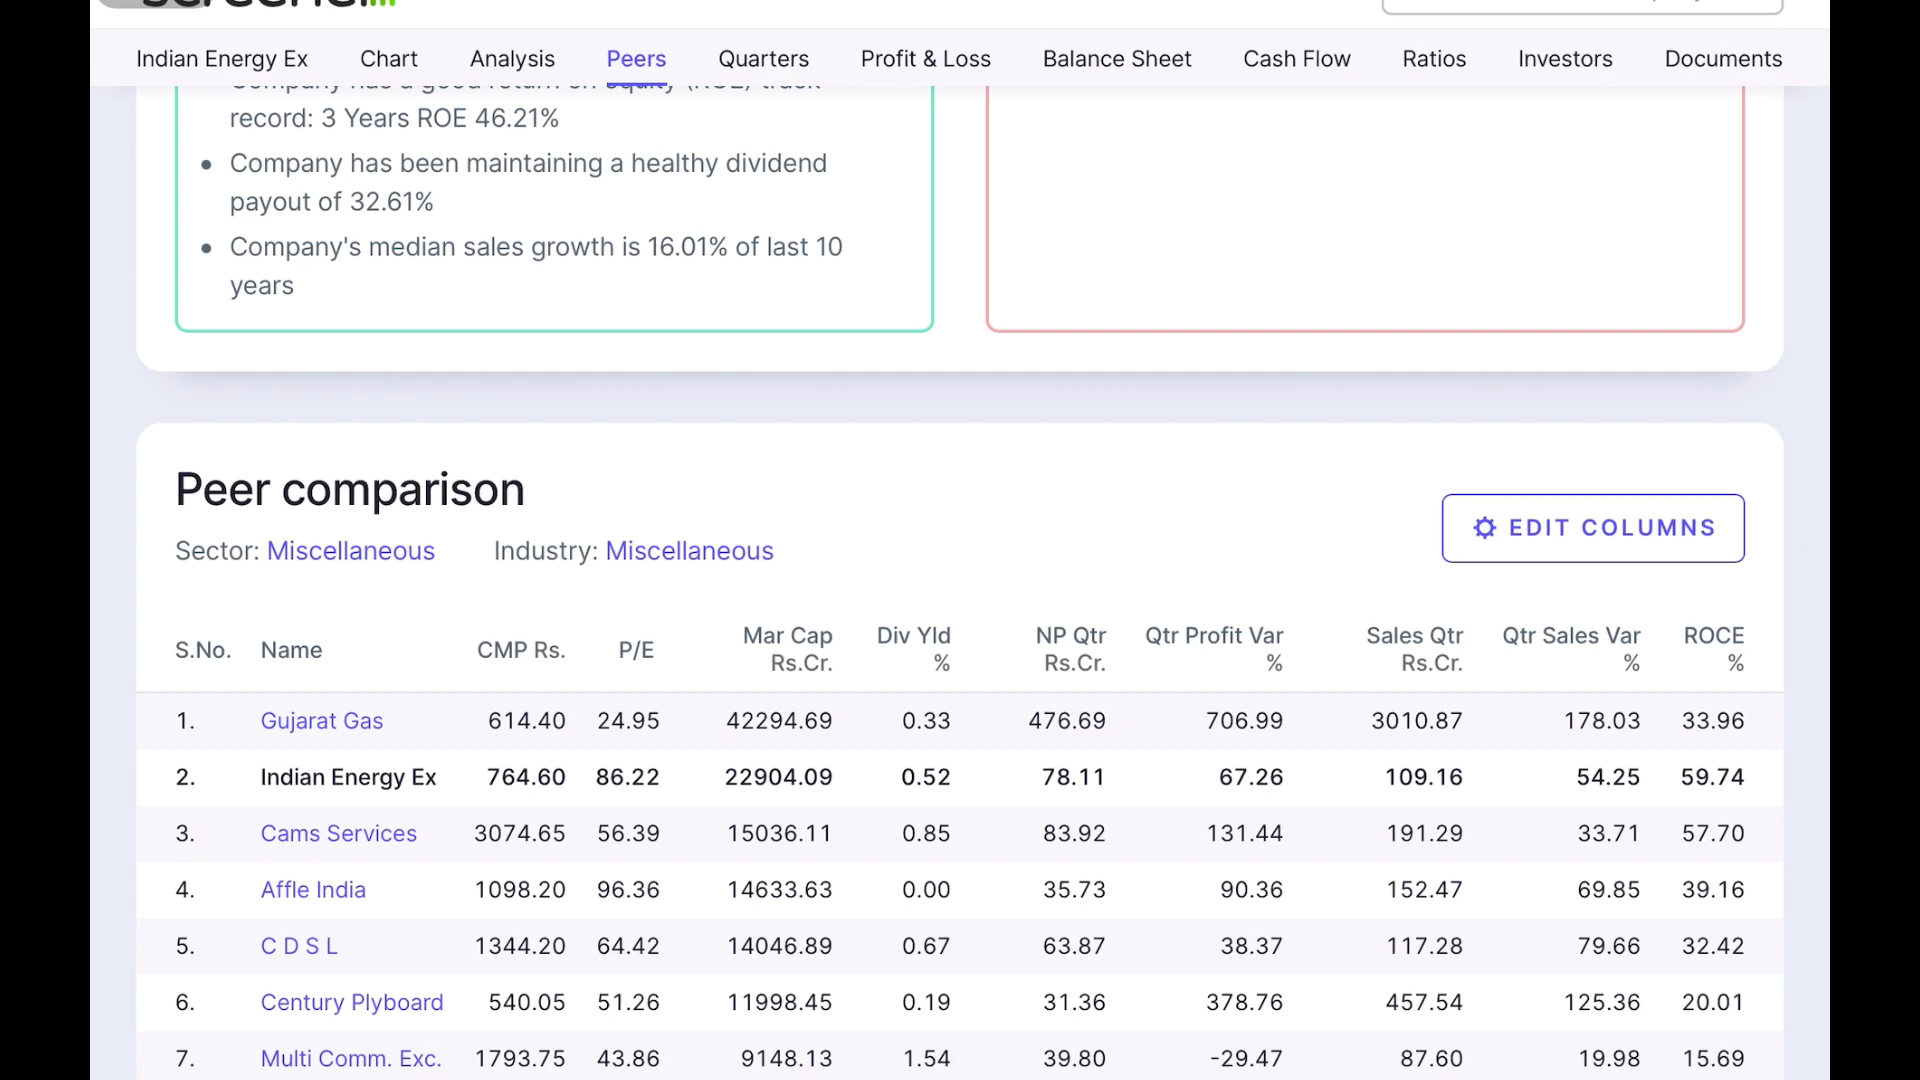 Indian Energy Ex Chart Analysis Peers Quarters Profit & Loss Balance Sheet Cash Flow Ratios Investors Documents
Company has a good return on equity (ROE) track
record: 3 Years ROE 46.21%
Company has been maintaining a healthy dividend
payout of 32.61%
Company's median sales growth is 16.01% of last 10
years
Peer comparison
EDIT COLUMNS
Sector: Miscellaneous Industry: Miscellaneous
S.No. Name CMP Rs. P/E Mar Cap Rs.Cr. Div Yld % NP Qtr Rs.Cr. Qtr Profit Var % Sales Qtr Rs.Cr. Qtr Sales Var % ROCE %
1. Gujarat Gas 614.40 24.95 42294.69 0.33 476.69 706.99 3010.87 178.03 33.96
2. Indian Energy Ex 764.60 86.22 22904.09 0.52 78.11 67.26 109.16 54.25 59.74
3. Cams Services 3074.65 56.39 15036.11 0.85 83.92 131.44 191.29 33.71 57.70
4. Affle India 1098.20 96.36 14633.63 0.00 35.73 90.36 152.47 69.85 39.16
5. C D S L 1344.20 64.42 14046.89 0.67 63.87 38.37 117.28 79.66 32.42
6. Century Plyboard 540.05 51.26 11998.45 0.19 31.36 378.76 457.54 125.36 20.01
7. Multi Comm. Exc. 1793.75 43.86 9148.13 1.54 39.80 -29.47 87.60 19.98 15.69